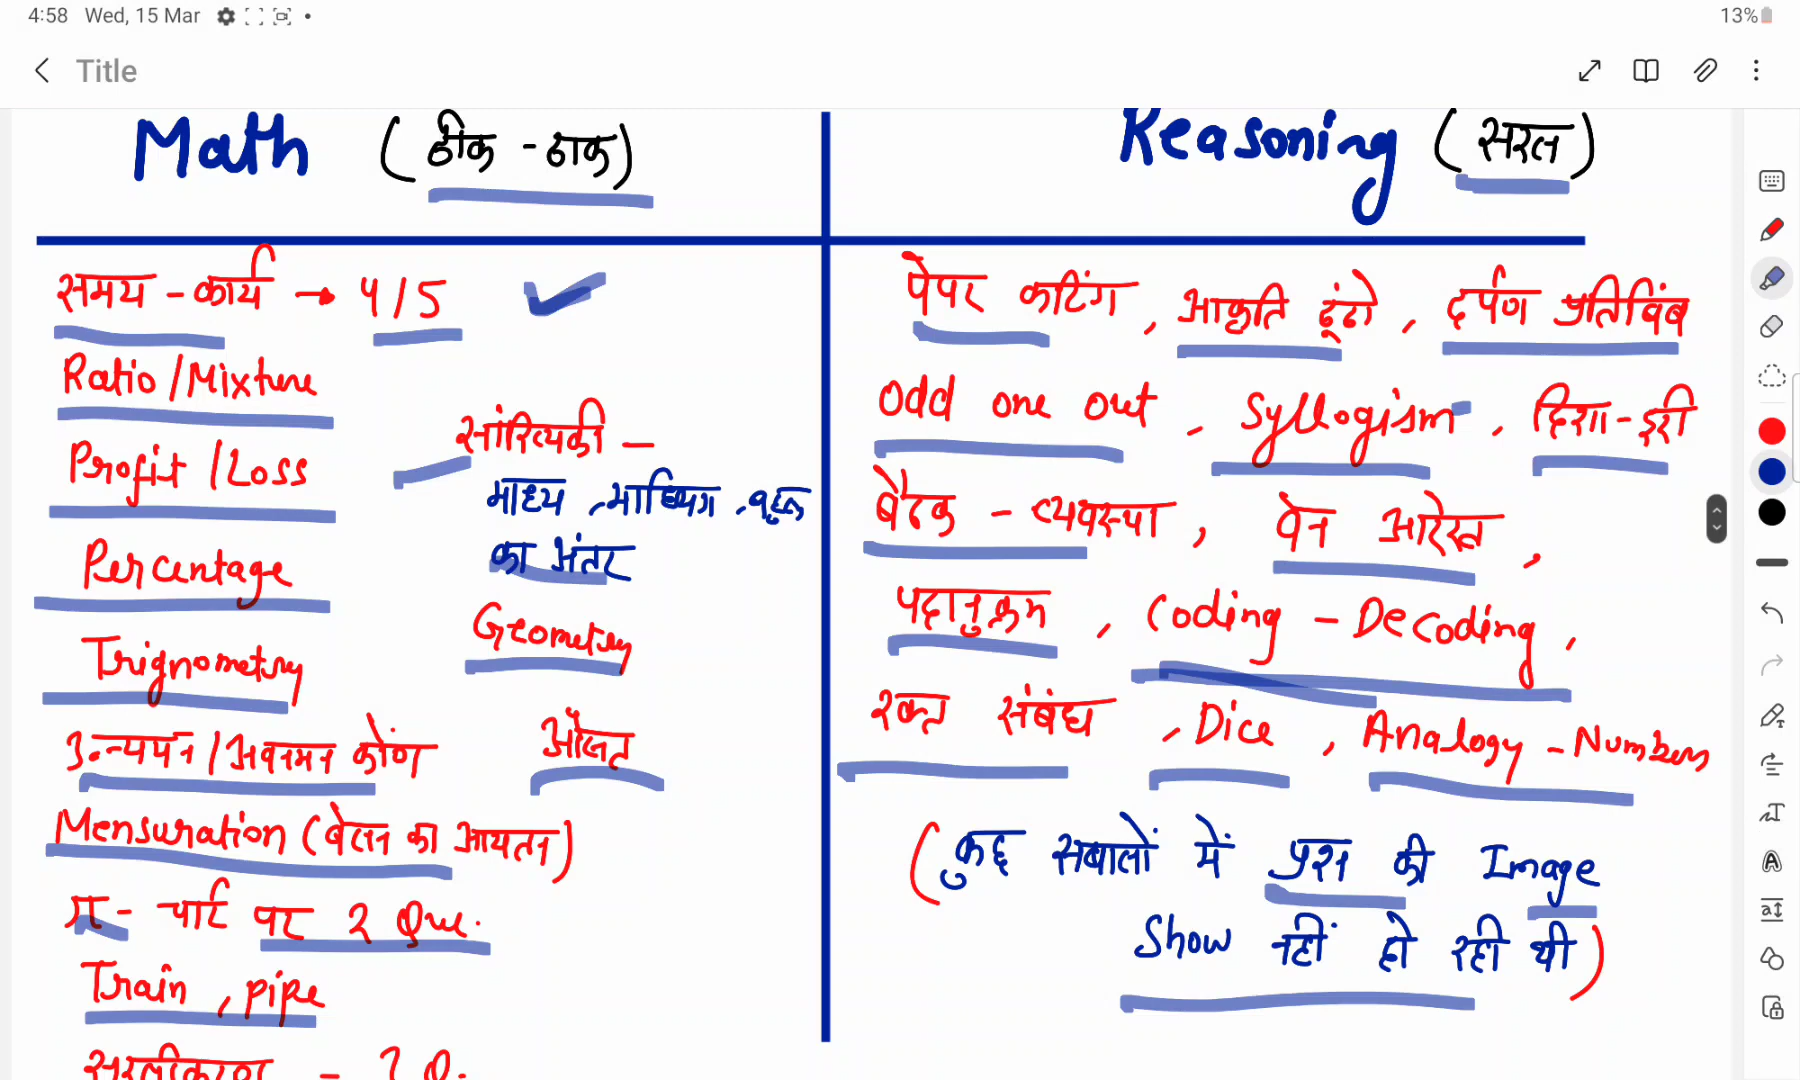 4:58 Wed, 15 Mar
13%
Title
Math (ठीक - ठाक)
समय - कार्य → 4/5
Ratio/Mixture
Profit/Loss
Percentage
Trignometry
उन्नयन/अवनमन कोण
Mensuration (बेलन का आयतन)
पर 2 Que.
Train, pipe
सांख्यिकी —
माध्य, माध्यिका, बहुलक
का अंतर
Geometry
औसत
सरलीकरण -
Reasoning (सरल)
पेपर कटिंग, आकृति ढूंढो, दर्पण प्रतिबिंब
Odd one out, Syllogism, दिशा - दूरी
बैठक - व्यवस्था, वेन आरेख,
पदानुक्रम, Coding - Decoding,
रक्त संबंध, Dice, Analogy - Numbers
(कुछ सवालों में प्रश्न की Image
Show नहीं हो रही थी)